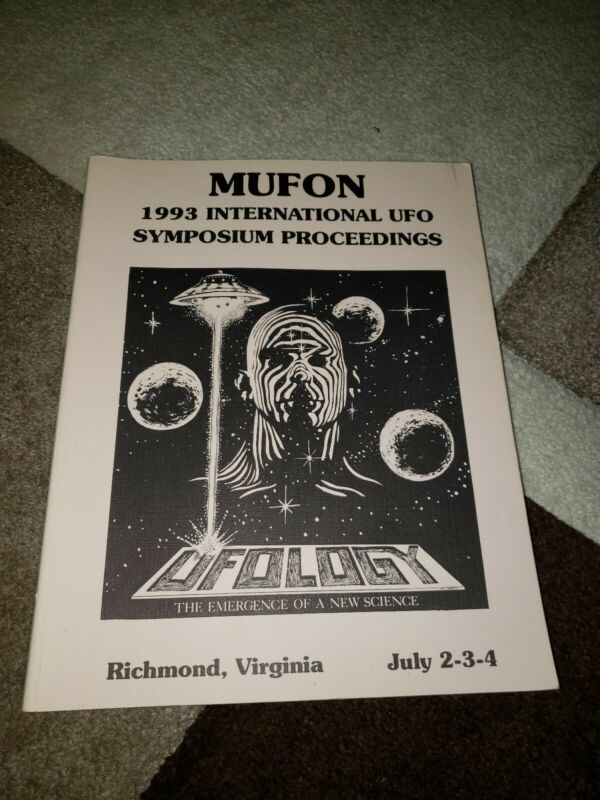 MUFON
1993 INTERNATIONAL UFO
SYMPOSIUM PROCEEDINGS
UFOLOGY
THE EMERGENCE OF A NEW SCIENCE
Richmond, Virginia July 2-3-4